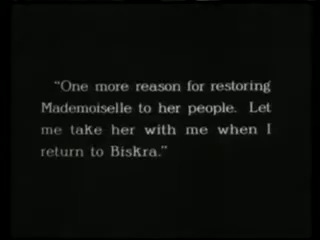 "One more reason for restoring
Mademoiselle to her people. Let
me take her with me when I
return to Biskra."